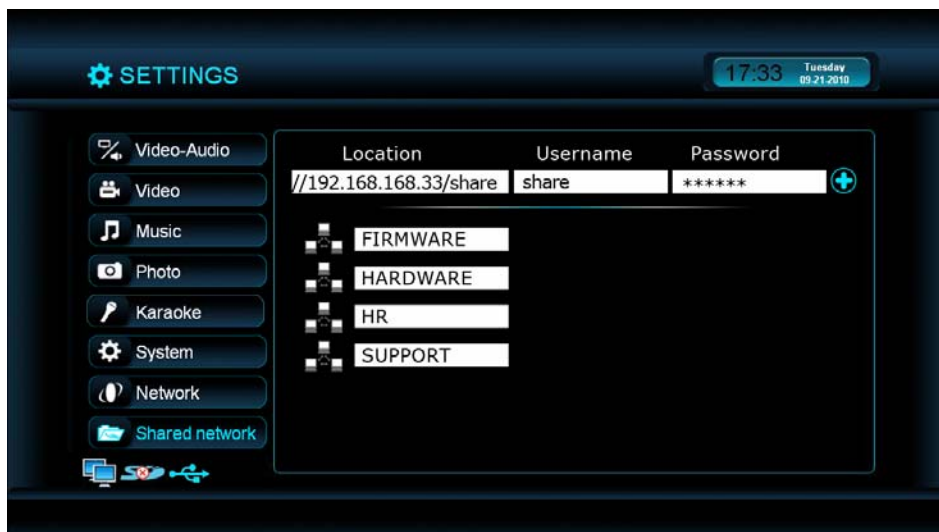 SETTINGS
17:33 Tuesday
09.21.2010
Video-Audio
Video
Music
Photo
Karaoke
System
Network
Shared network
Location Username Password
//192.168.168.33/share share ******
FIRMWARE
HARDWARE
HR
SUPPORT